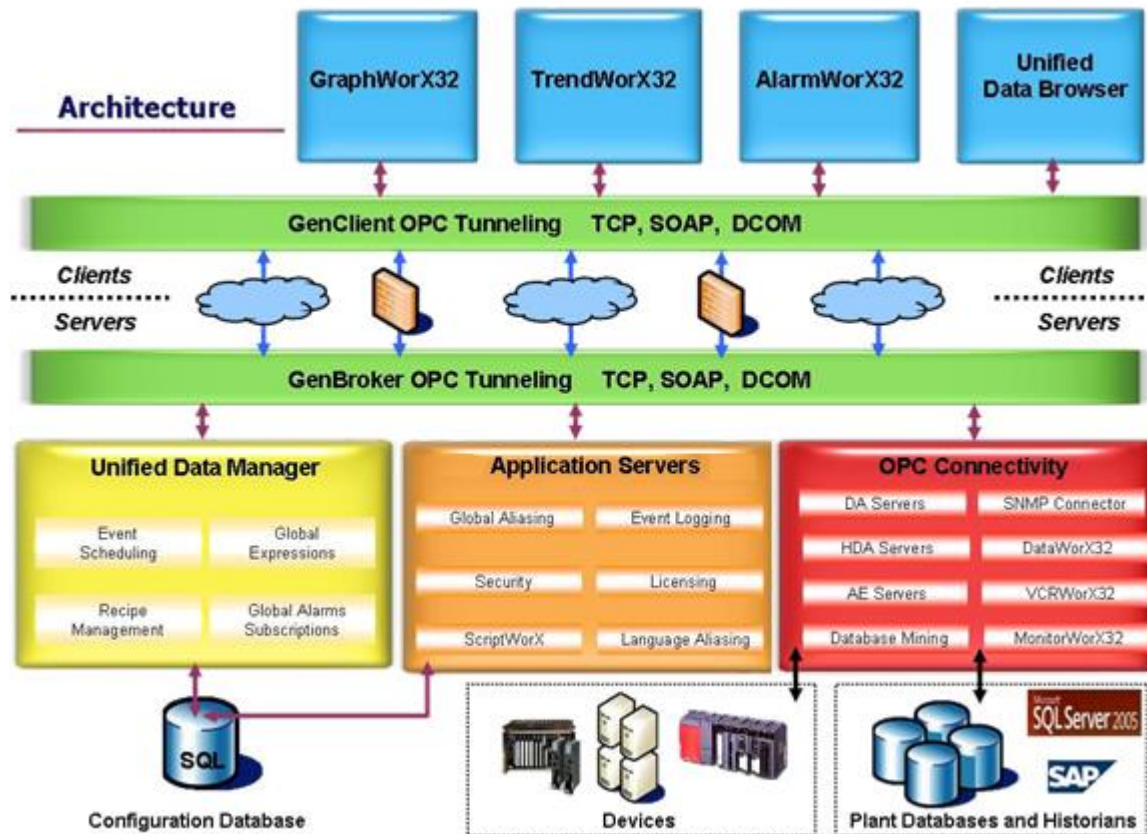 Architecture
GraphWorX32
TrendWorX32
AlarmWorX32
Unified
Data Browser
GenClient OPC Tunneling TCP, SOAP, DCOM
Clients
Servers
Clients
Servers
GenBroker OPC Tunneling TCP, SOAP, DCOM
Unified Data Manager
Event
Scheduling
Global
Expressions
Recipe
Management
Global Alarms
Subscriptions
Application Servers
Global Aliasing
Event Logging
Security
Licensing
ScriptWorX
Language Aliasing
OPC Connectivity
DA Servers
SNMP Connector
HDA Servers
DataWorX32
AE Servers
VCRWorX32
Database Mining
MonitorWorX32
SQL
Configuration Database
Devices
Microsoft
SQL Server 2005
SAP
Plant Databases and Historians